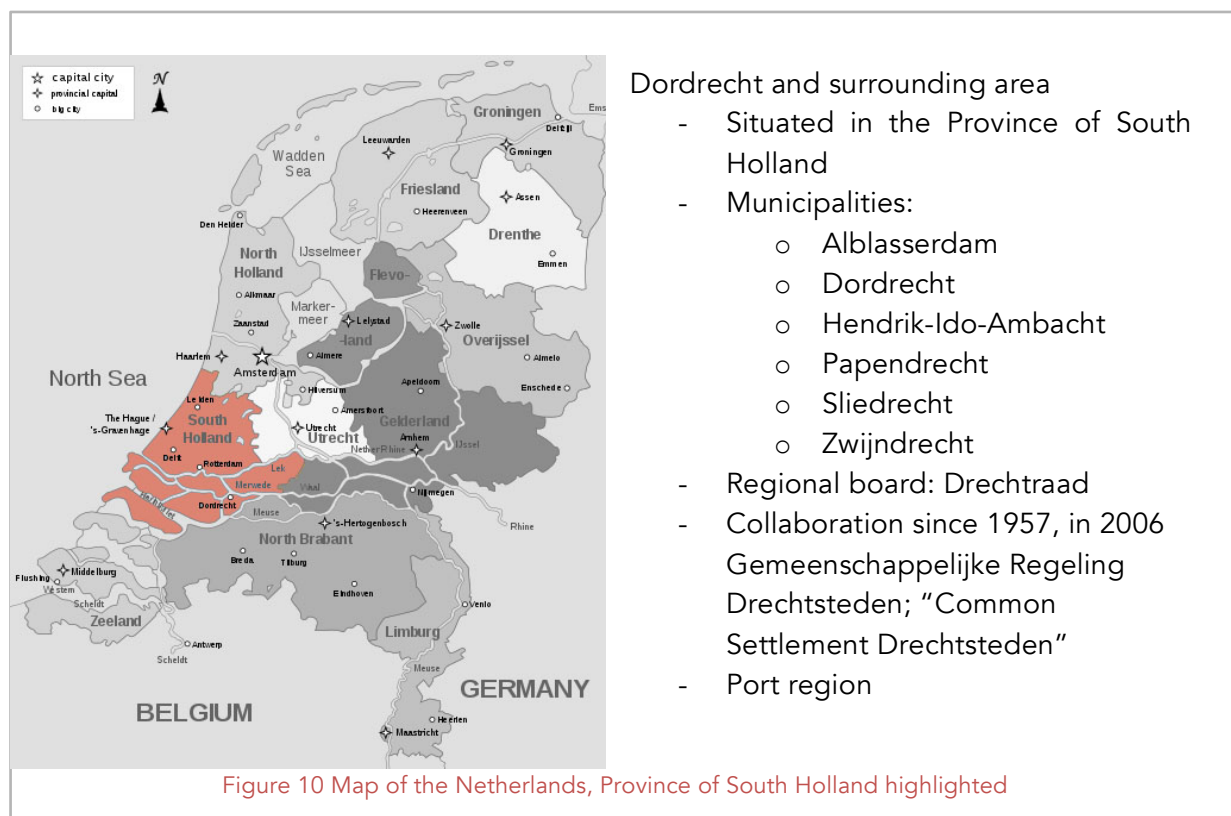 capital city
provincial capital
big city
N
Groningen
Ems
Delfzijl
Leeuwarden
Groningen
Wadden
Sea
Friesland
Assen
Heerenveen
Den Helder
Drenthe
North
Holland
IJsselmeer
Emmen
Flevo-
Alkmaar
Marker-
meer
Zaanstad
Lelystad
Zwolle
-land
Overijssel
Haarlem
Almere
Almelo
Amsterdam
North Sea
Hilversum
Apeldoorn
Enschede
Leiden
Amersfoort
The Hague /
's-Gravenhage
South
Holland
Utrecht
Utrecht
Gelderland
Arnhem
Delft
Nether Rhine
IJssel
Rotterdam
Lek
Merwede
Waal
Haringvliet
Dordrecht
Nijmegen
Meuse
's-Hertogenbosch
Rhine
North Brabant
Breda
Tilburg
Middelburg
Flushing
Western
Scheldt
Eindhoven
Venlo
Zeeland
Limburg
Antwerp
Scheldt
Meuse
GERMANY
BELGIUM
Heerlen
Maastricht
Dordrecht and surrounding area
- Situated in the Province of South
Holland
- Municipalities:
o Alblasserdam
o Dordrecht
o Hendrik-Ido-Ambacht
o Papendrecht
o Sliedrecht
o Zwijndrecht
- Regional board: Drechtraad
- Collaboration since 1957, in 2006
Gemeenschappelijke Regeling
Drechtsteden; “Common
Settlement Drechtsteden”
- Port region
Figure 10 Map of the Netherlands, Province of South Holland highlighted